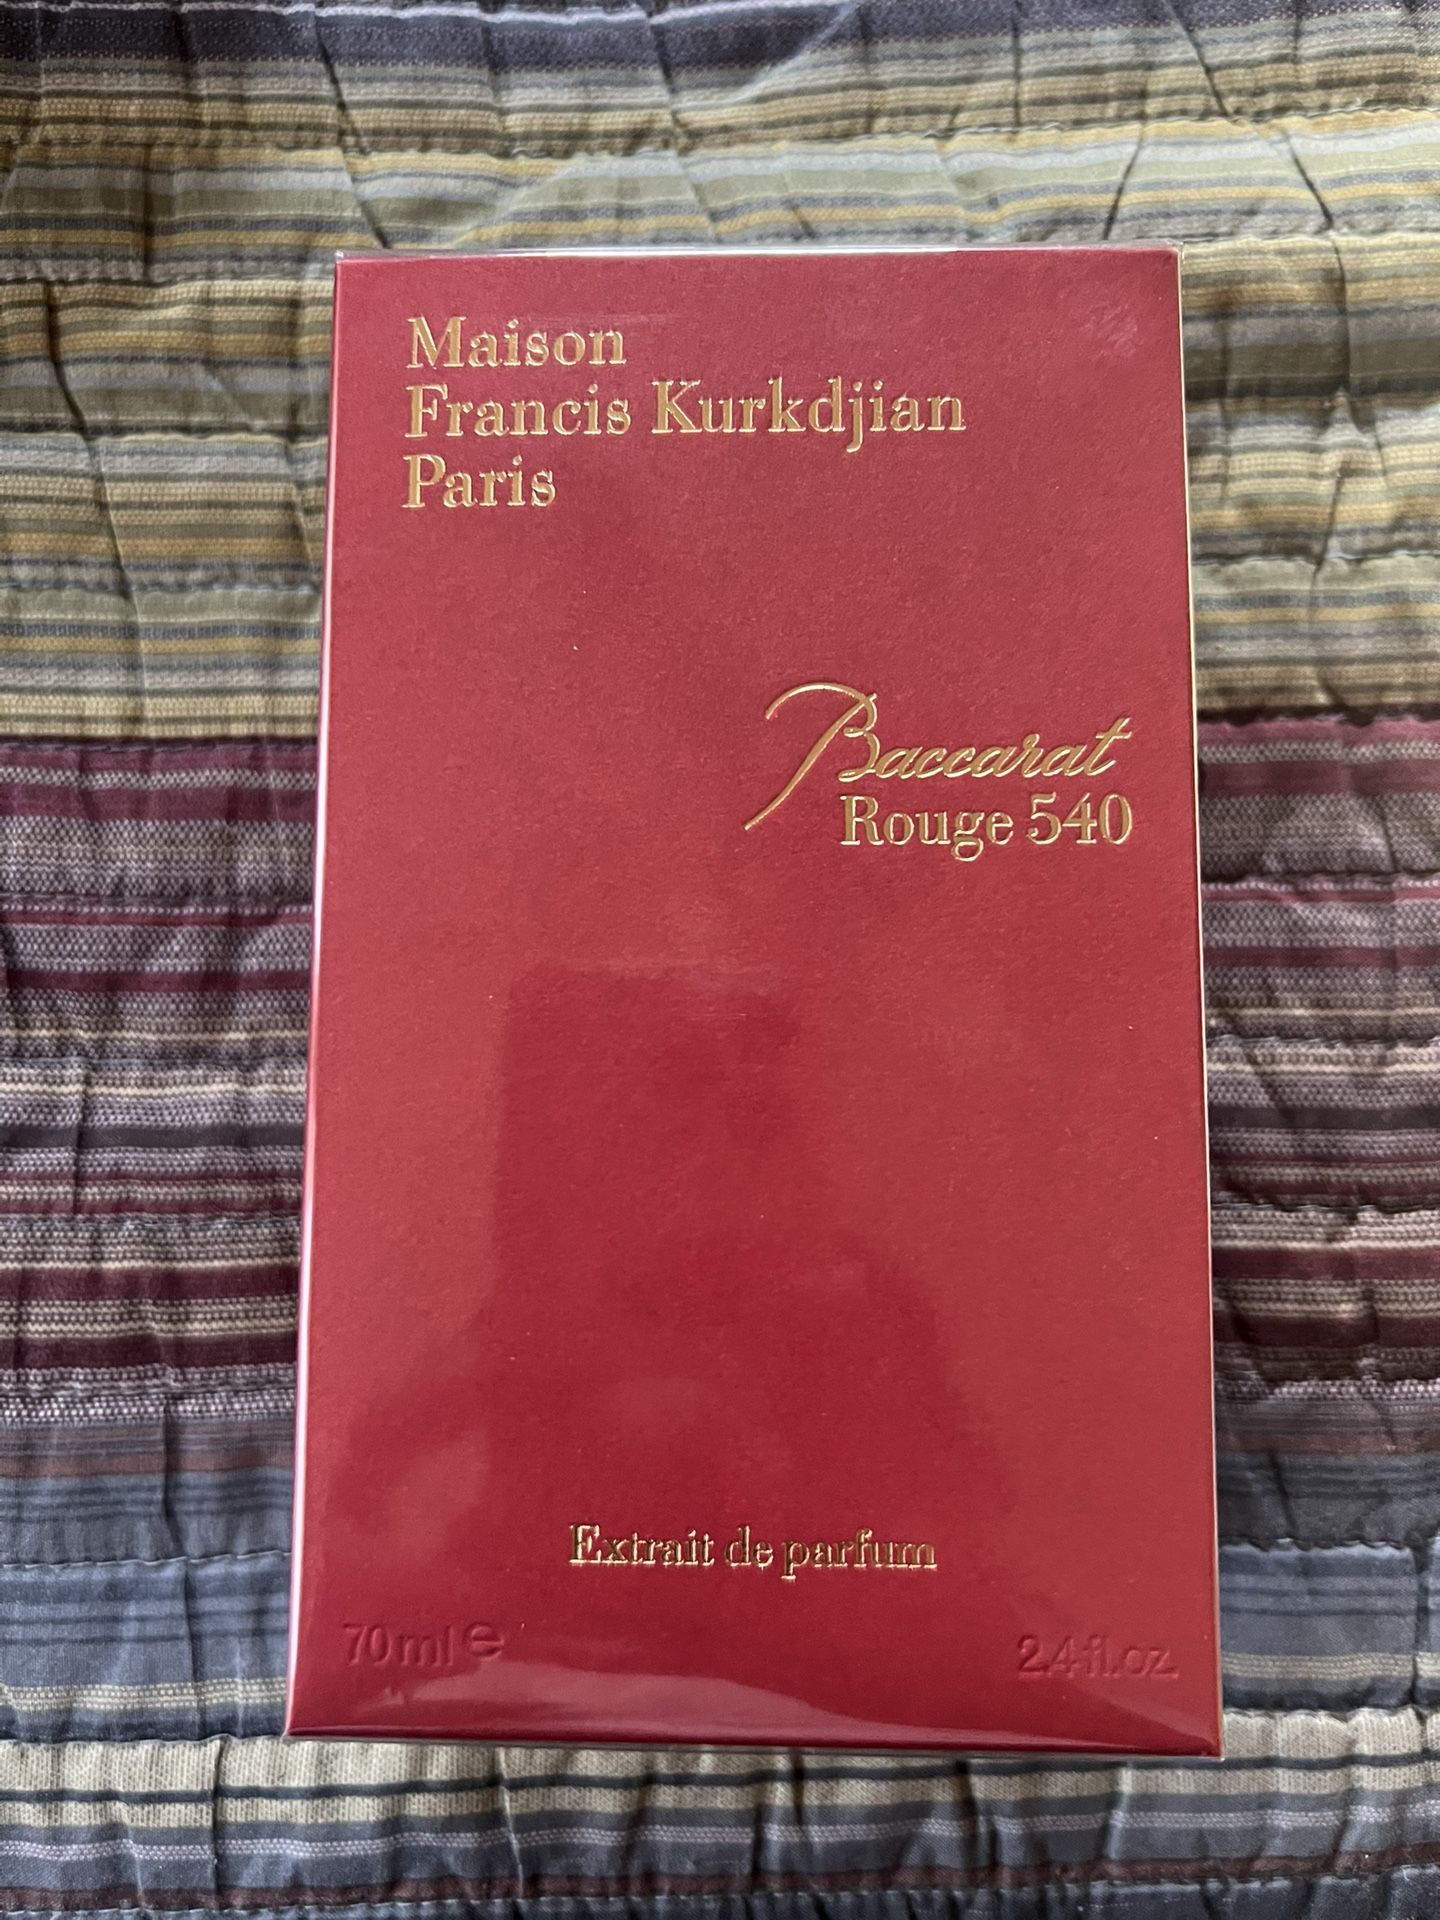 Maison
Francis Kurkdjian
Paris
Baccarat
Rouge 540
Extrait de parfum
70 ml ℮ 2.4 fl.oz.